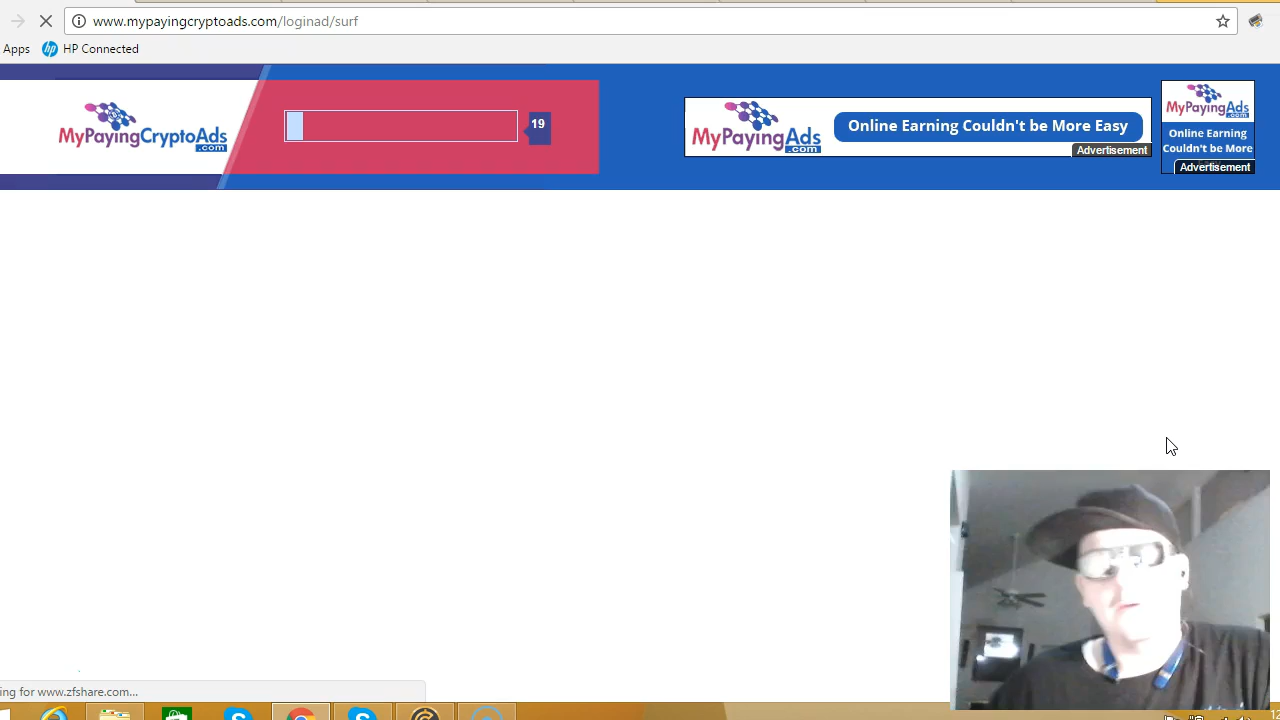 www.mypayingcryptoads.com/loginad/surf
Apps
HP Connected
MyPayingCryptoAds
.com
19
MyPayingAds
.com
Online Earning Couldn't be More Easy
Advertisement
MyPayingAds
.com
Online Earning
Couldn't be More
Advertisement
ing for www.zfshare.com...